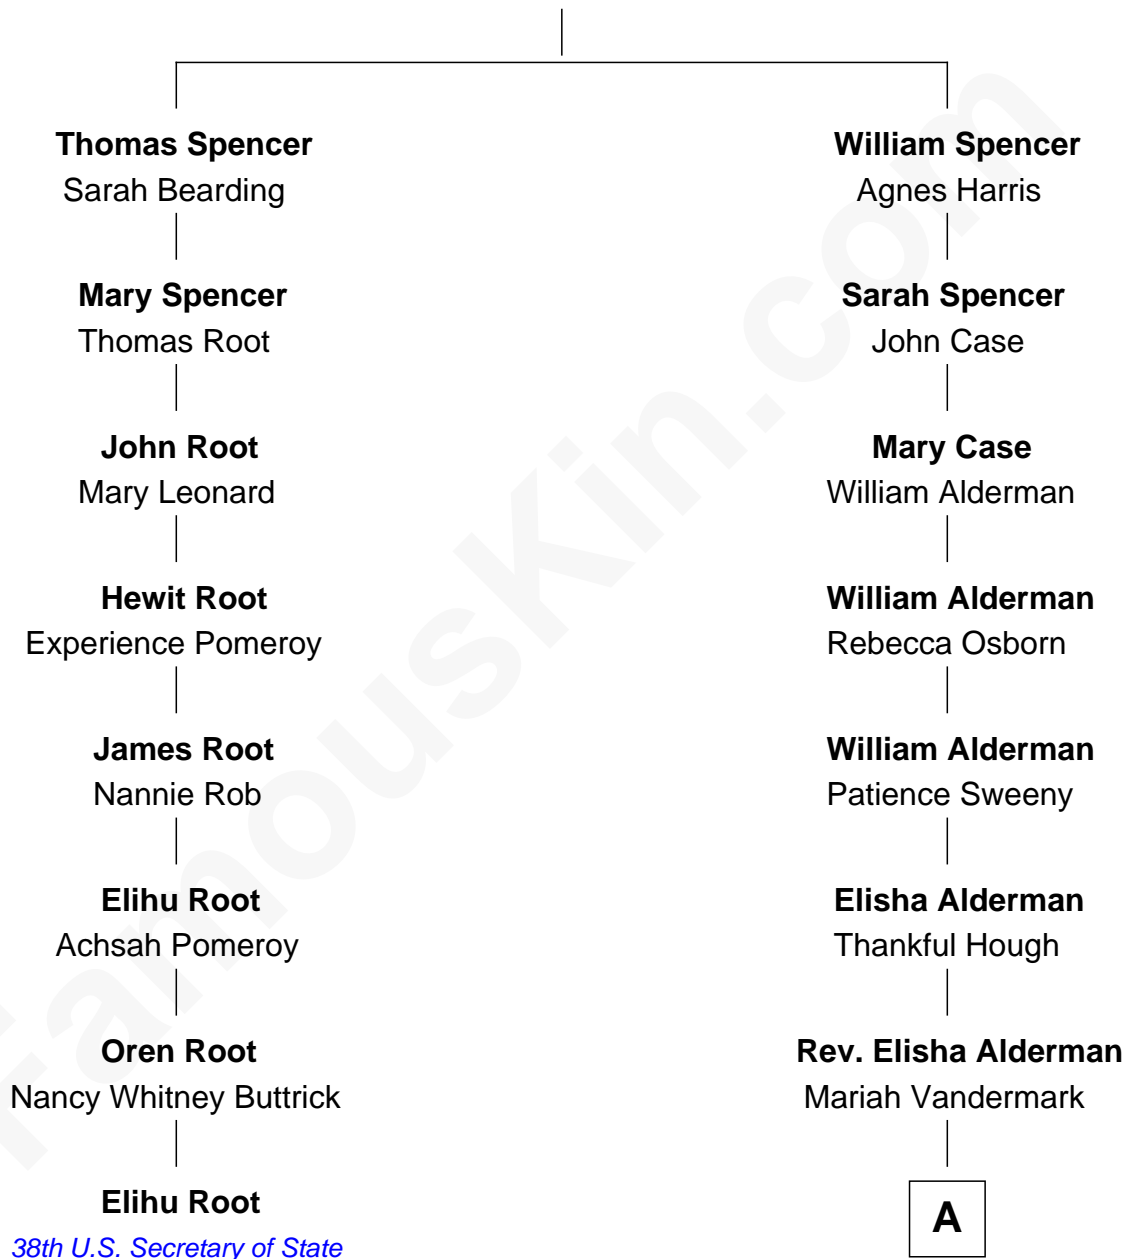 Thomas Spencer
Sarah Bearding
Mary Spencer
Thomas Root
John Root
Mary Leonard
Hewit Root
Experience Pomeroy
James Root
Nannie Rob
Elihu Root
Achsah Pomeroy
Oren Root
Nancy Whitney Buttrick
Elihu Root
38th U.S. Secretary of State
William Spencer
Agnes Harris
Sarah Spencer
John Case
Mary Case
William Alderman
William Alderman
Rebecca Osborn
William Alderman
Patience Sweeny
Elisha Alderman
Thankful Hough
Rev. Elisha Alderman
Mariah Vandermark
A
FamousKin.com